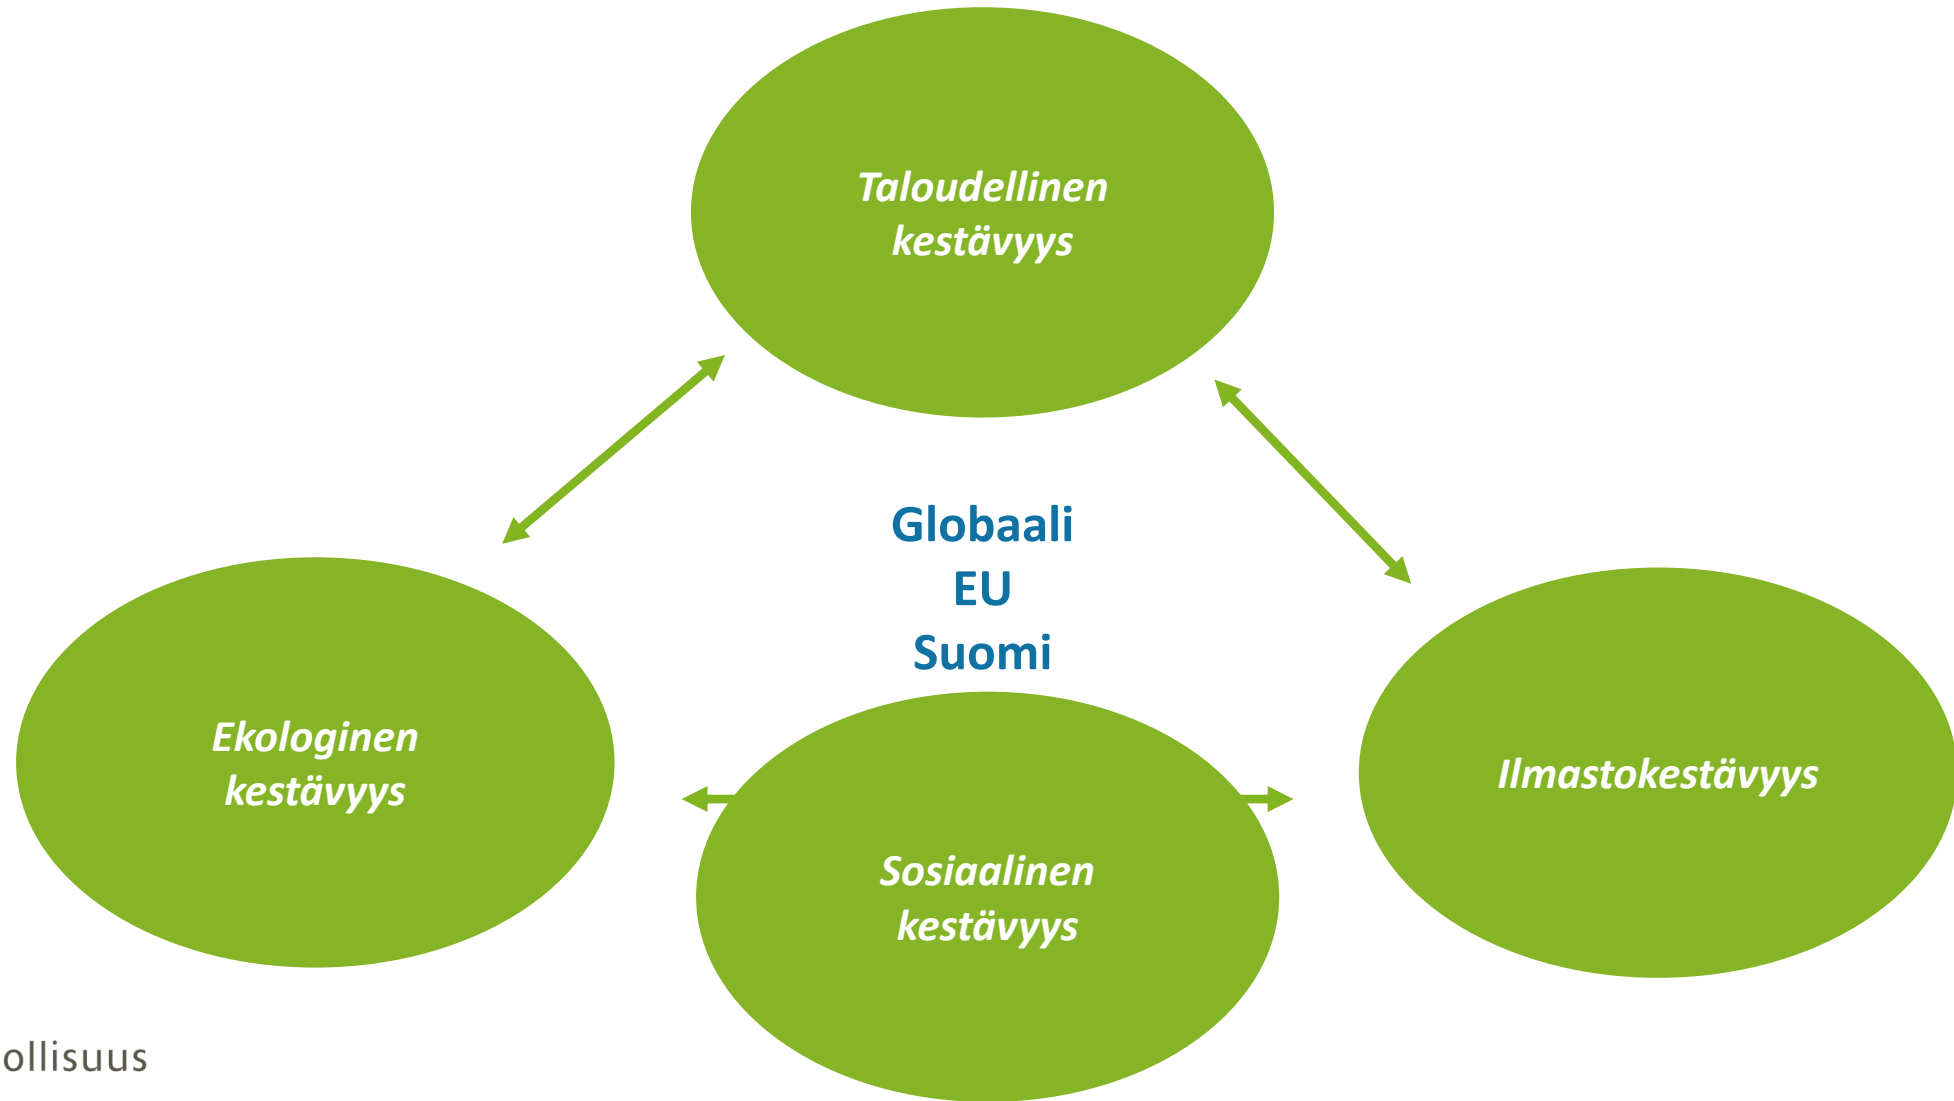 Taloudellinen
kestävyys
Globaali
EU
Suomi
Ekologinen
kestävyys
Ilmastokestävyys
Sosiaalinen
kestävyys
ollisuus